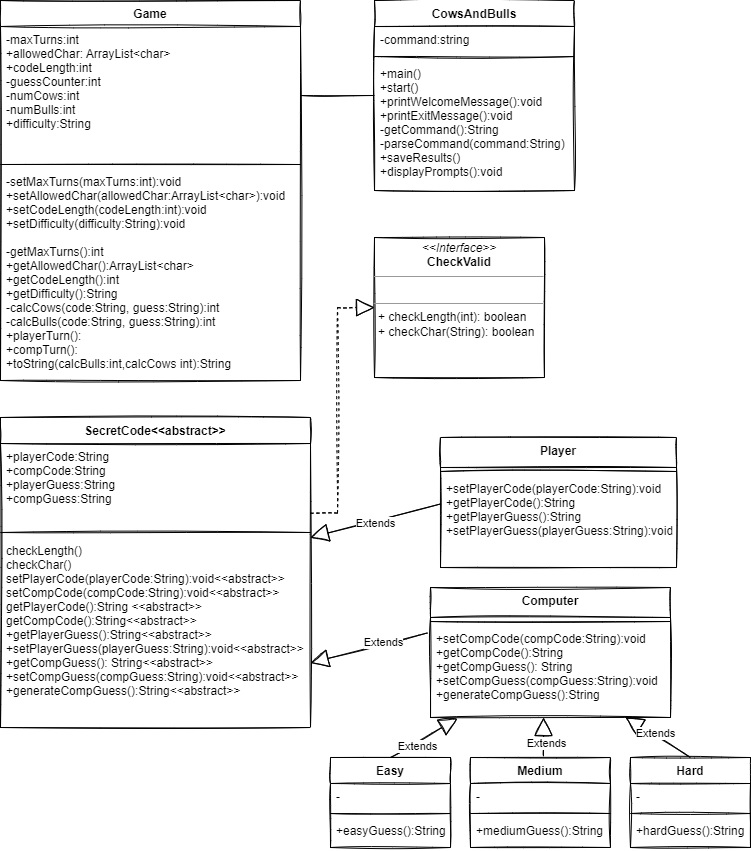 Game
-maxTurns:int
+allowedChar: ArrayList<char>
+codeLength:int
-guessCounter:int
-numCows:int
-numBulls:int
+difficulty:String
-setMaxTurns(maxTurns:int):void
+setAllowedChar(allowedChar:ArrayList<char>):void
+setCodeLength(codeLength:int):void
+setDifficulty(difficulty:String):void
-getMaxTurns():int
+getAllowedChar():ArrayList<char>
+getCodeLength():int
+getDifficulty():String
-calcCows(code:String, guess:String):int
-calcBulls(code:String, guess:String):int
+playerTurn():
+compTurn():
+toString(calcBulls:int,calcCows int):String
CowsAndBulls
-command:string
+main()
+start()
+printWelcomeMessage():void
+printExitMessage():void
-getCommand():String
-parseCommand(command:String)
+saveResults()
+displayPrompts():void
<<Interface>>
CheckValid
+ checkLength(int): boolean
+ checkChar(String): boolean
SecretCode<<abstract>>
+playerCode:String
+compCode:String
+playerGuess:String
+compGuess:String
checkLength()
checkChar()
setPlayerCode(playerCode:String):void<<abstract>>
setCompCode(compCode:String):void<<abstract>>
getPlayerCode():String <<abstract>>
getCompCode():String<<abstract>>
+getPlayerGuess():String<<abstract>>
+setPlayerGuess(playerGuess:String):void<<abstract>>
+getCompGuess(): String<<abstract>>
+setCompGuess(compGuess:String):void<<abstract>>
+generateCompGuess():String<<abstract>>
Extends
Player
+setPlayerCode(playerCode:String):void
+getPlayerCode():String
+getPlayerGuess():String
+setPlayerGuess(playerGuess:String):void
Extends
Computer
+setCompCode(compCode:String):void
+getCompCode():String
+getCompGuess(): String
+setCompGuess(compGuess:String):void
+generateCompGuess():String
Extends
Extends
Extends
Easy
-
+easyGuess():String
Medium
-
+mediumGuess():String
Hard
-
+hardGuess():String